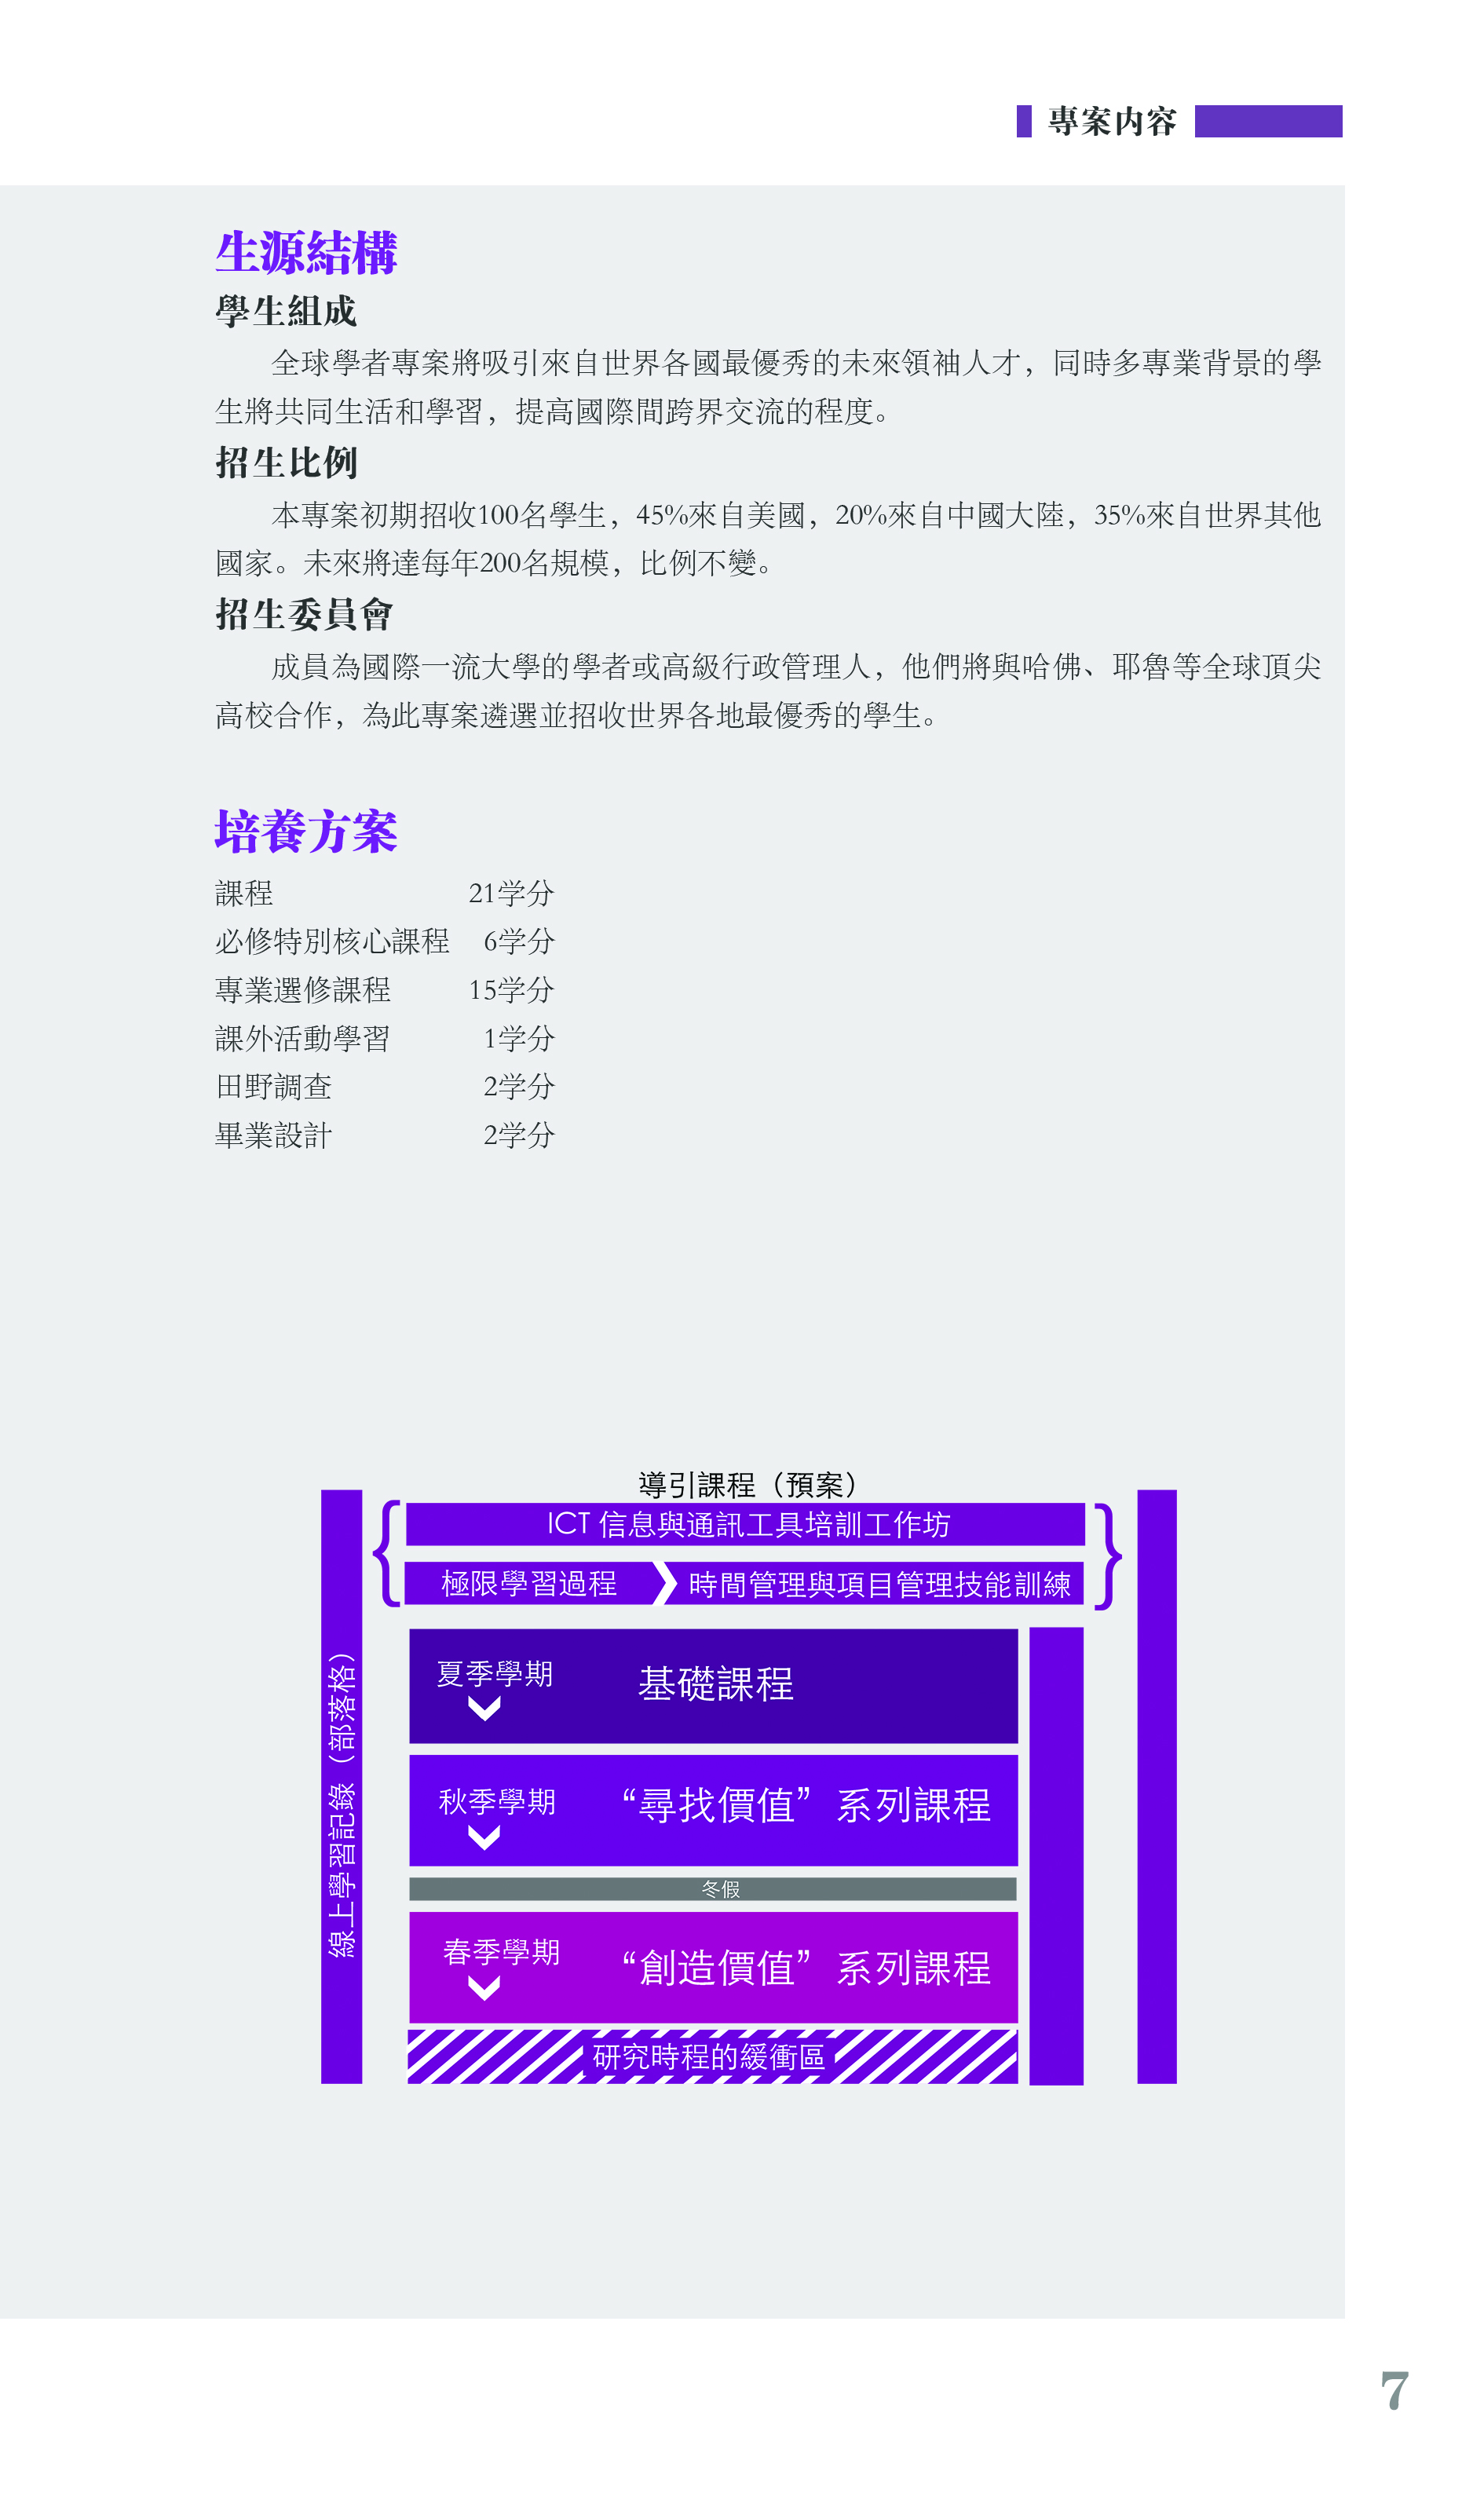 專案内容
生源結構
學生組成
全球學者專案將吸引來自世界各國最優秀的未來領袖人才，同時多專業背景的學
生將共同生活和學習，提高國際間跨界交流的程度。
招生比例
本專案初期招收100名學生，45%來自美國，20%來自中國大陸，35%來自世界其他
國家。未來將達每年200名規模，比例不變。
招生委員會
成員為國際一流大學的學者或高級行政管理人，他們將與哈佛、耶魯等全球頂尖
高校合作，為此專案遴選並招收世界各地最優秀的學生。
培養方案
課程 21学分
必修特別核心課程 6学分
專業選修課程 15学分
課外活動學習 1学分
田野調查 2学分
畢業設計 2学分
導引課程（預案）
ICT 信息與通訊工具培訓工作坊
極限學習過程 時間管理與項目管理技能訓練
線上學習記錄（部落格）
夏季學期 基礎課程
秋季學期 “尋找價值”系列課程
冬假
春季學期 “創造價值”系列課程
研究時程的緩衝區
7